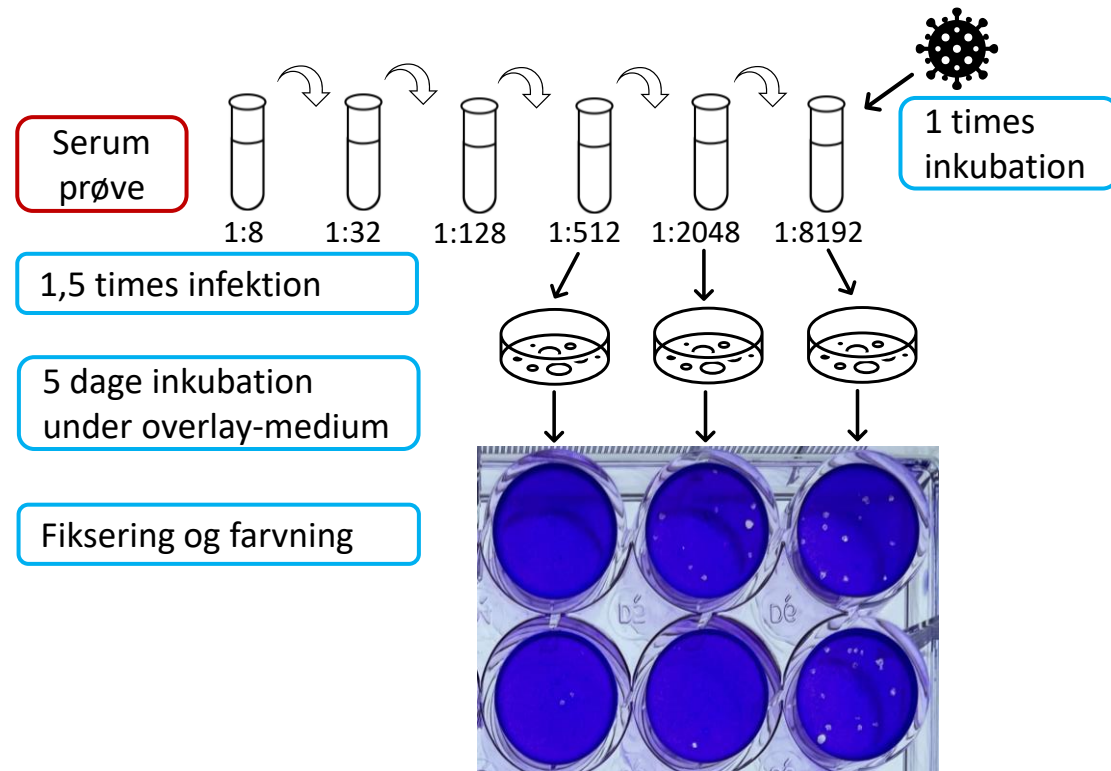 Serum
prøve
1:8
1:32
1:128
1:512
1:2048
1:8192
1 times
inkubation
1,5 times infektion
5 dage inkubation
under overlay-medium
Fiksering og farvning